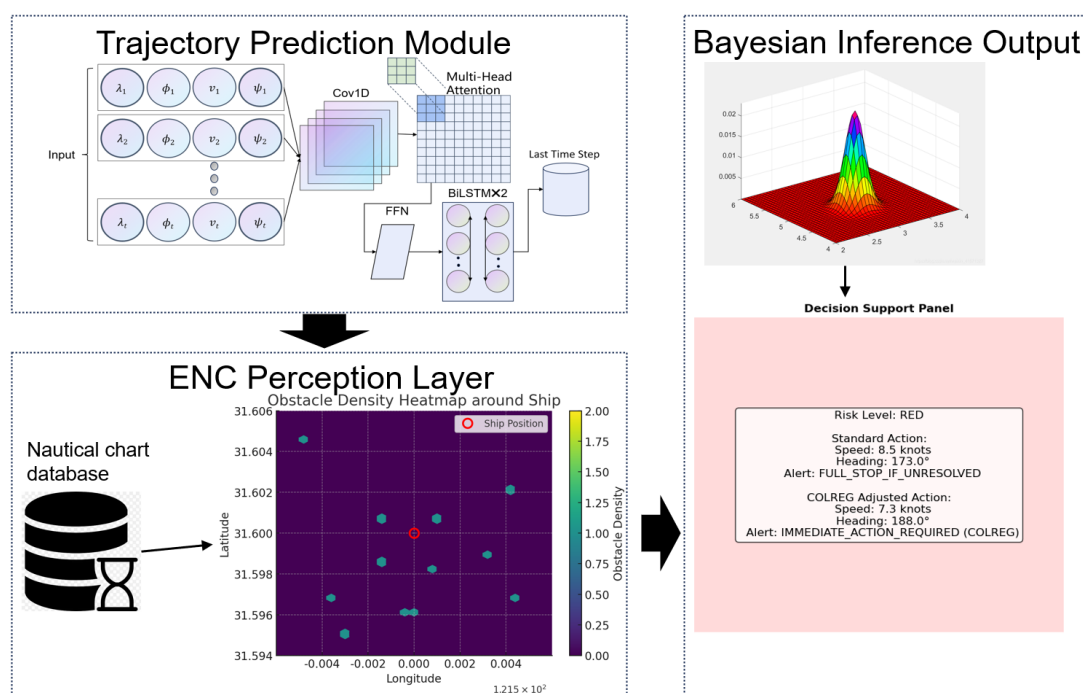 Trajectory Prediction Module
Input
λ₁ ϕ₁ v₁ ψ₁
λ₂ ϕ₂ v₂ ψ₂
λₜ ϕₜ vₜ ψₜ
Cov1D
Multi-Head
Attention
FFN
BiLSTM×2
Last Time Step
ENC Perception Layer
Nautical chart
database
Obstacle Density Heatmap around Ship
Ship Position
31.606
31.604
31.602
31.600
31.598
31.596
31.594
Latitude
-0.004 -0.002 0.000 0.002 0.004
Longitude
1.215 × 10²
2.00
1.75
1.50
1.25
1.00
0.75
0.50
0.25
0.00
Obstacle Density
Bayesian Inference Output
0.02
0.015
0.01
0.005
6
5.5
5
4.5
4
2
2.5
3
3.5
4
Decision Support Panel
Risk Level: RED
Standard Action:
Speed: 8.5 knots
Heading: 173.0°
Alert: FULL_STOP_IF_UNRESOLVED
COLREG Adjusted Action:
Speed: 7.3 knots
Heading: 188.0°
Alert: IMMEDIATE_ACTION_REQUIRED (COLREG)